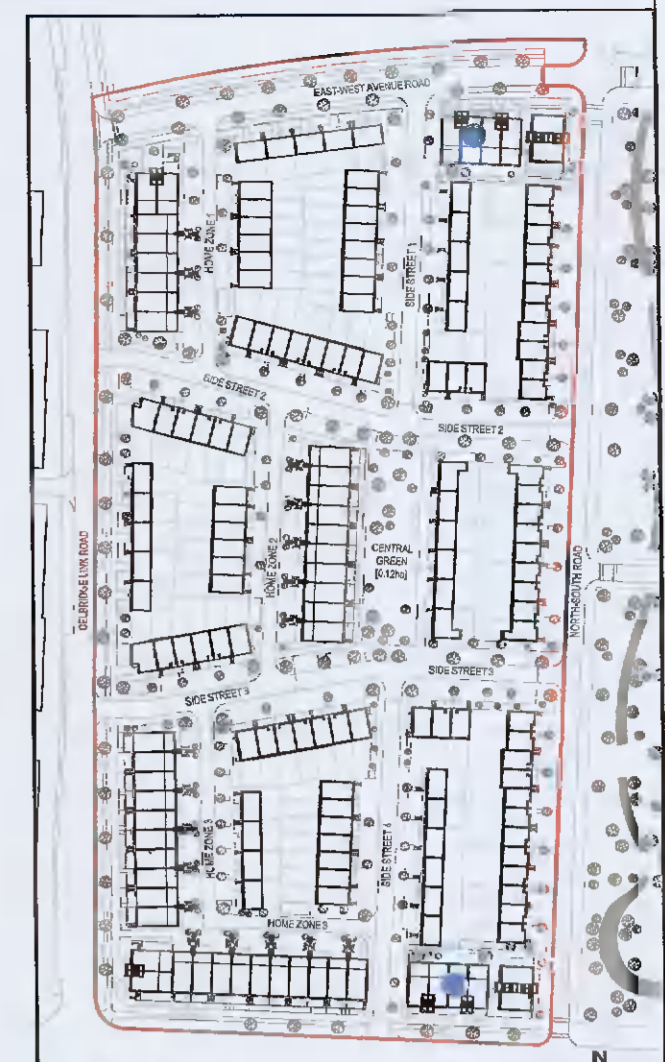 EAST-WEST AVENUE ROAD
HOME ZONE 1
SIDE STREET 1
SIDE STREET 2
SIDE STREET 2
DELBRIDGE LINK ROAD
HOME ZONE 2
CENTRAL
GREEN
[0.12ha]
NORTH-SOUTH ROAD
SIDE STREET 3
SIDE STREET 3
HOME ZONE 3
SIDE STREET 4
HOME ZONE 3
N